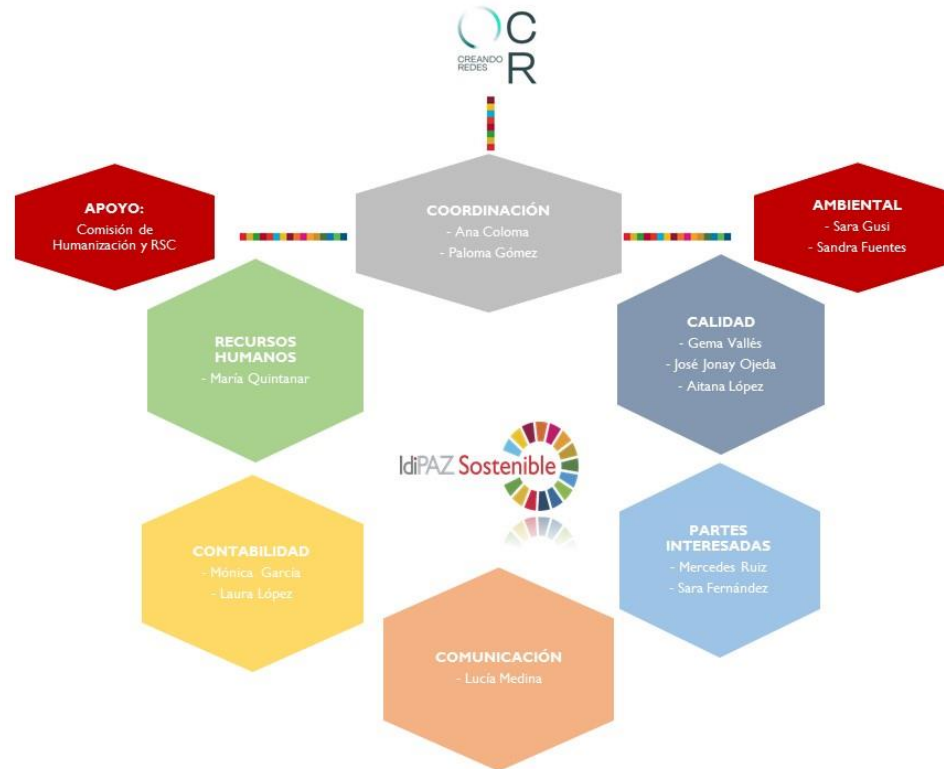 CREANDO
REDES
C
R
APOYO:
Comisión de
Humanización y RSC
COORDINACIÓN
- Ana Coloma
- Paloma Gómez
AMBIENTAL
- Sara Gusi
- Sandra Fuentes
RECURSOS
HUMANOS
- María Quintanar
CALIDAD
- Gema Vallés
- José Jonay Ojeda
- Aitana López
IdiPAZ Sostenible
CONTABILIDAD
- Mónica García
- Laura López
PARTES
INTERESADAS
- Mercedes Ruiz
- Sara Fernández
COMUNICACIÓN
- Lucía Medina